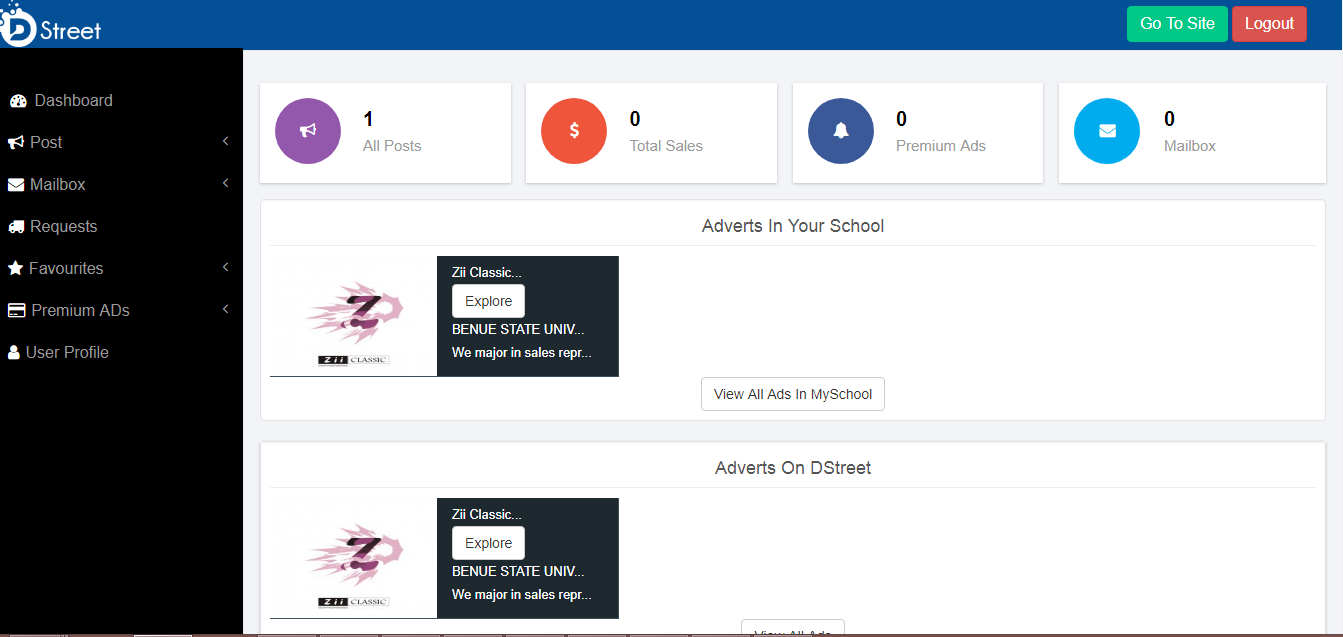 DStreet
Go To Site
Logout
Dashboard
Post
Mailbox
Requests
Favourites
Premium ADs
User Profile
1
All Posts
0
Total Sales
0
Premium Ads
0
Mailbox
Adverts In Your School
Zii CLASSIC
Zii Classic...
Explore
BENUE STATE UNIV...
We major in sales repr...
View All Ads In MySchool
Adverts On DStreet
Zii CLASSIC
Zii Classic...
Explore
BENUE STATE UNIV...
We major in sales repr...
View All Ads